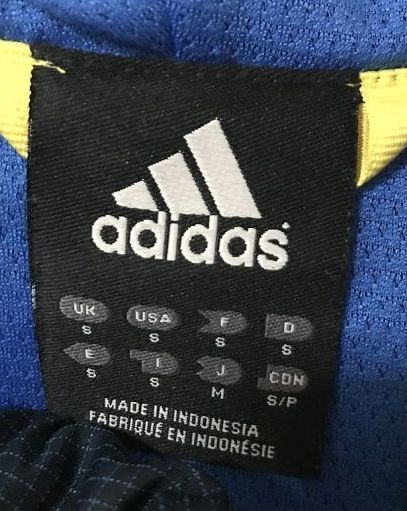 adidas
UK USA F D
S S S S
E I J CDN
S S M S/P
MADE IN INDONESIA
FABRIQUÉ EN INDONÉSIE